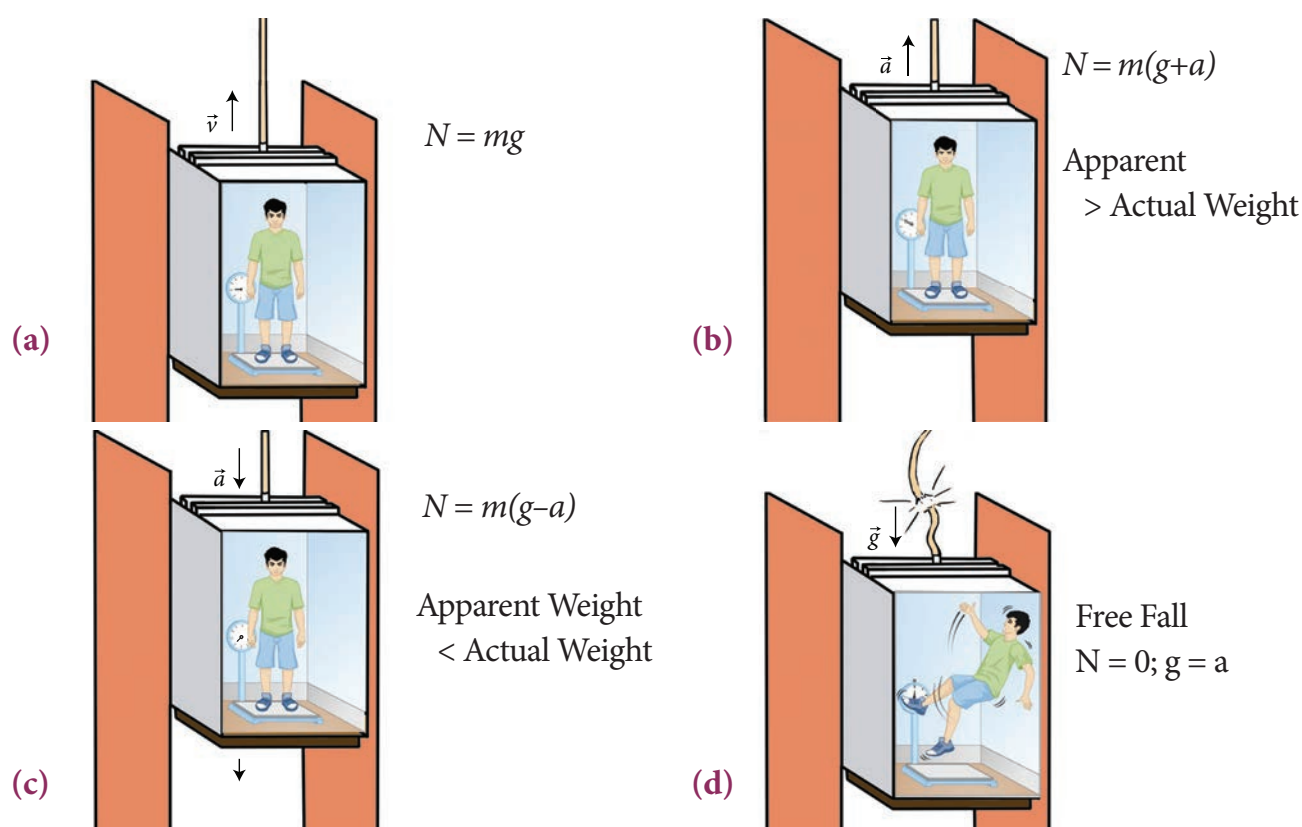 v⃗
N = mg
(a)
a⃗
N = m(g+a)
Apparent
> Actual Weight
(b)
a⃗
N = m(g–a)
Apparent Weight
< Actual Weight
(c)
g⃗
Free Fall
N = 0; g = a
(d)